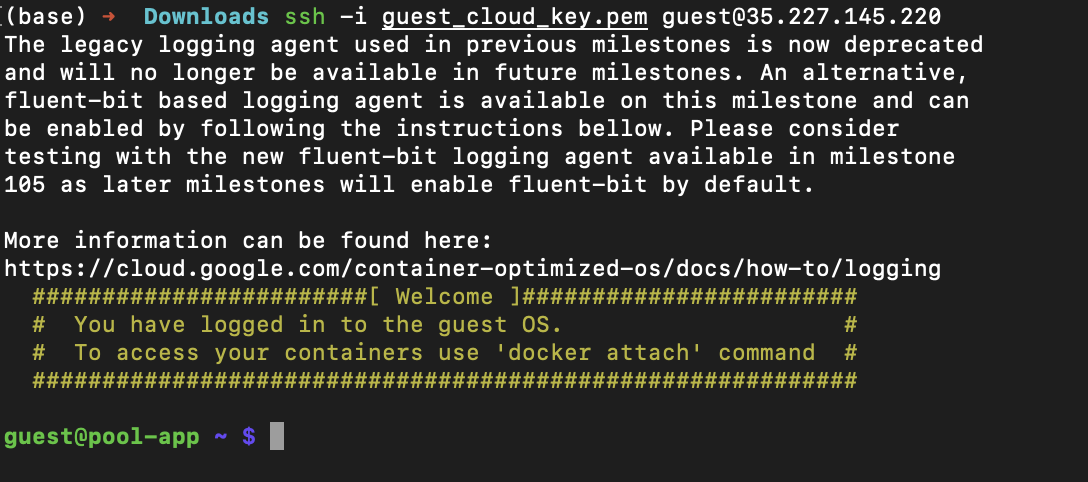 (base) ➜  Downloads ssh -i guest_cloud_key.pem guest@35.227.145.220
The legacy logging agent used in previous milestones is now deprecated
and will no longer be available in future milestones. An alternative,
fluent-bit based logging agent is available on this milestone and can
be enabled by following the instructions bellow. Please consider
testing with the new fluent-bit logging agent available in milestone
105 as later milestones will enable fluent-bit by default.

More information can be found here:
https://cloud.google.com/container-optimized-os/docs/how-to/logging
  ########################[ Welcome ]########################
  #  You have logged in to the guest OS.                    #
  #  To access your containers use 'docker attach' command  #
  ###########################################################

guest@pool-app ~ $